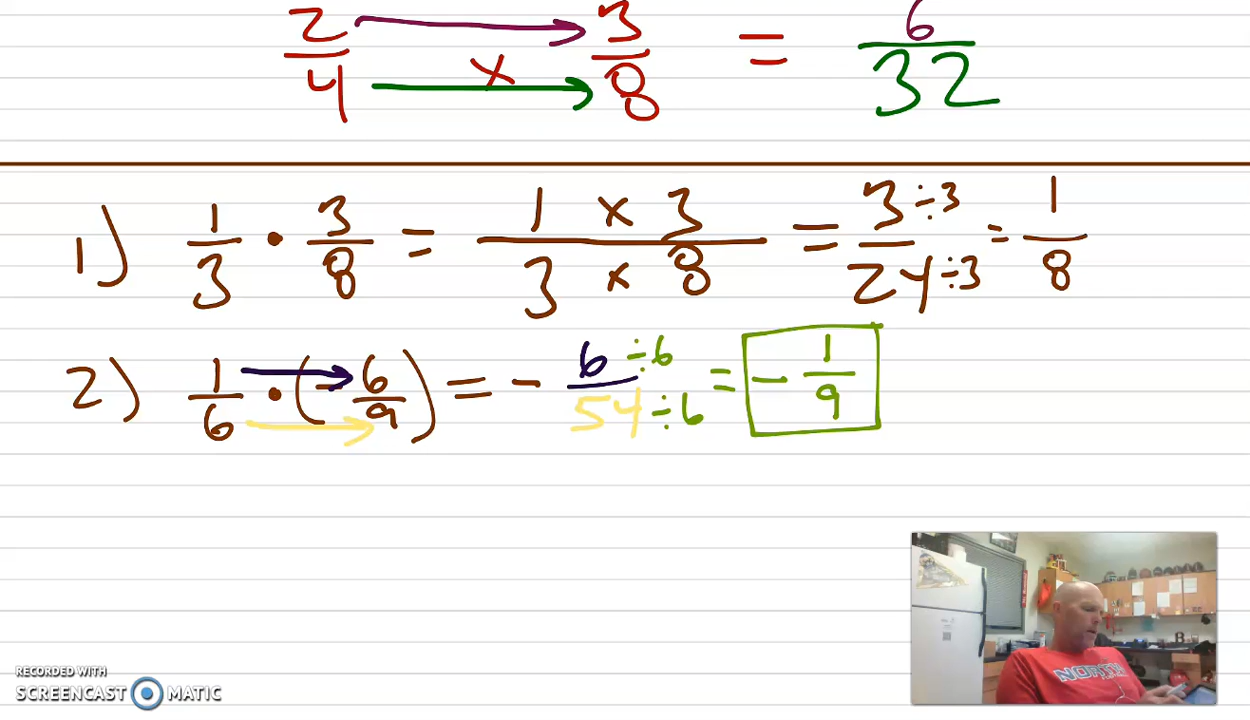 2/4 x 3/8 = 6/32
1) 1/3 • 3/8 = 1 x 3 / 3 x 8 = 3÷3 / 24÷3 = 1/8
2) 1/6 • (-6/9) = - 6÷6 / 54÷6 = - 1/9
RECORDED WITH
SCREENCAST MATIC
NORTH